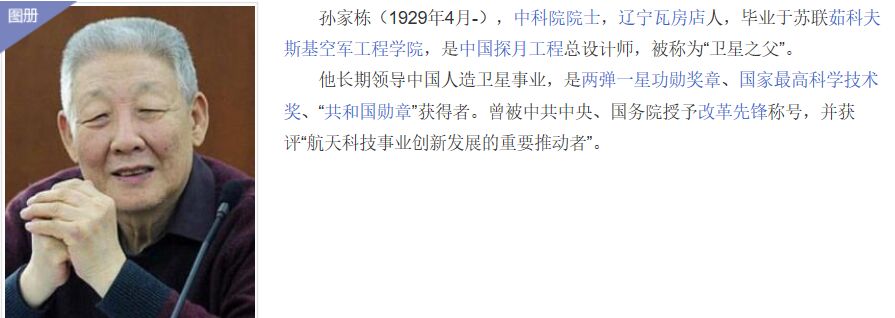 图册
孙家栋（1929年4月-），中科院院士，辽宁瓦房店人，毕业于苏联茹科夫
斯基空军工程学院，是中国探月工程总设计师，被称为“卫星之父”。
他长期领导中国人造卫星事业，是两弹一星功勋奖章、国家最高科学技术
奖、“共和国勋章”获得者。曾被中共中央、国务院授予改革先锋称号，并获
评“航天科技事业创新发展的重要推动者”。